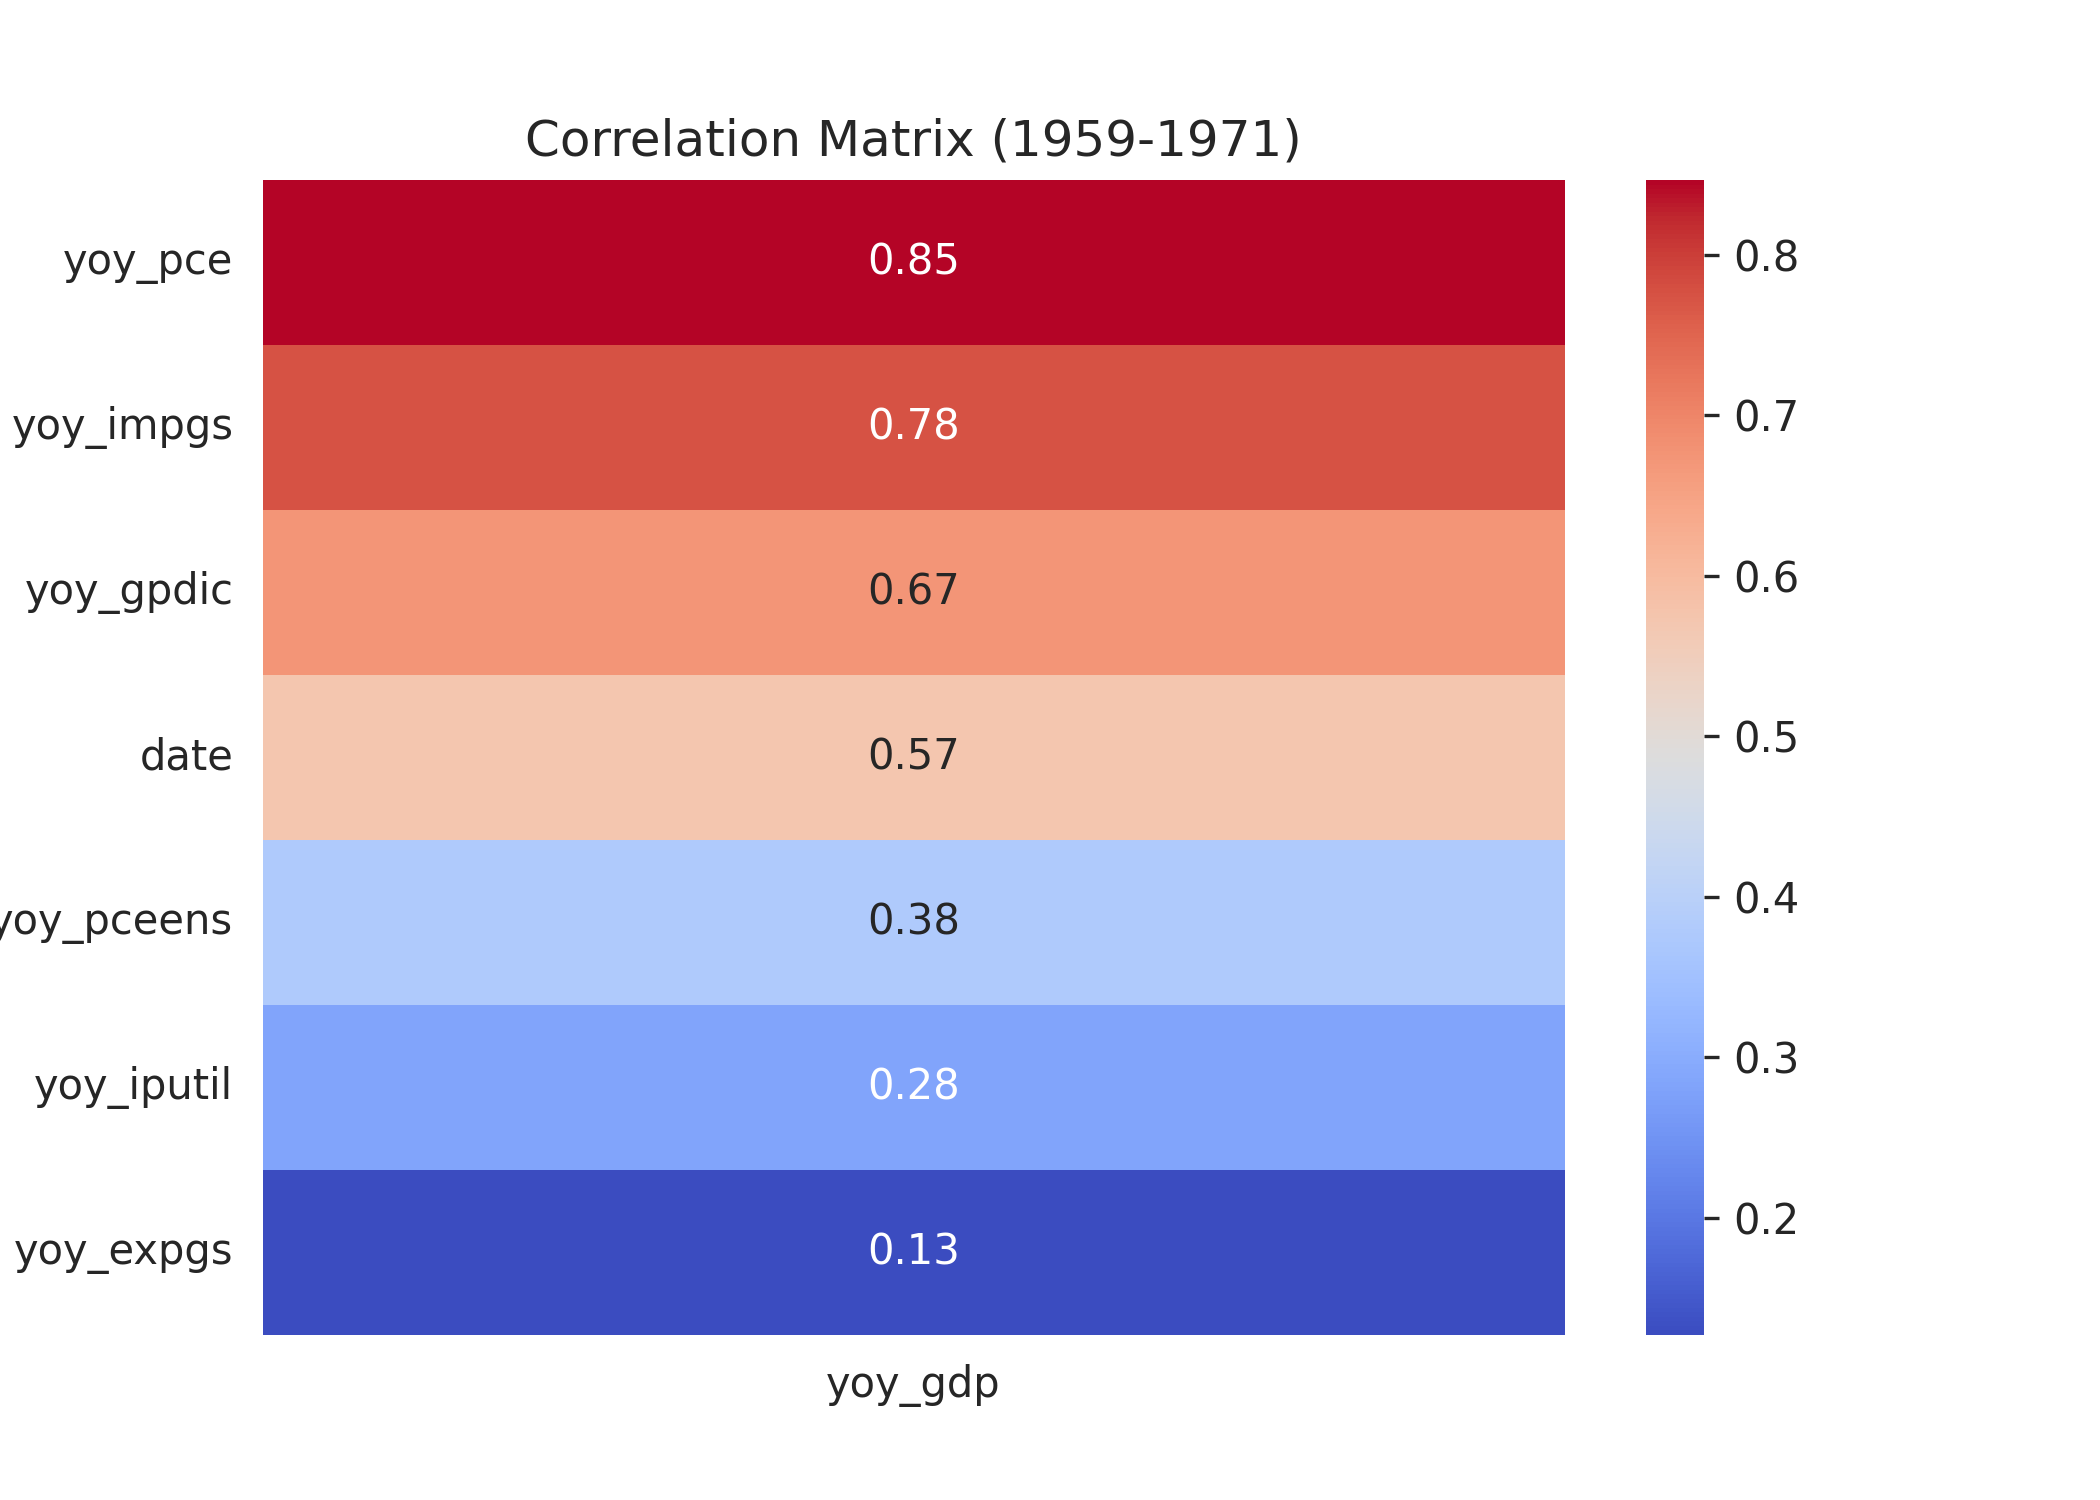 Correlation Matrix (1959-1971)
yoy_pce
0.85
yoy_impgs
0.78
yoy_gpdic
0.67
date
0.57
yoy_pceens
0.38
yoy_iputil
0.28
yoy_expgs
0.13
yoy_gdp
0.8
0.7
0.6
0.5
0.4
0.3
0.2